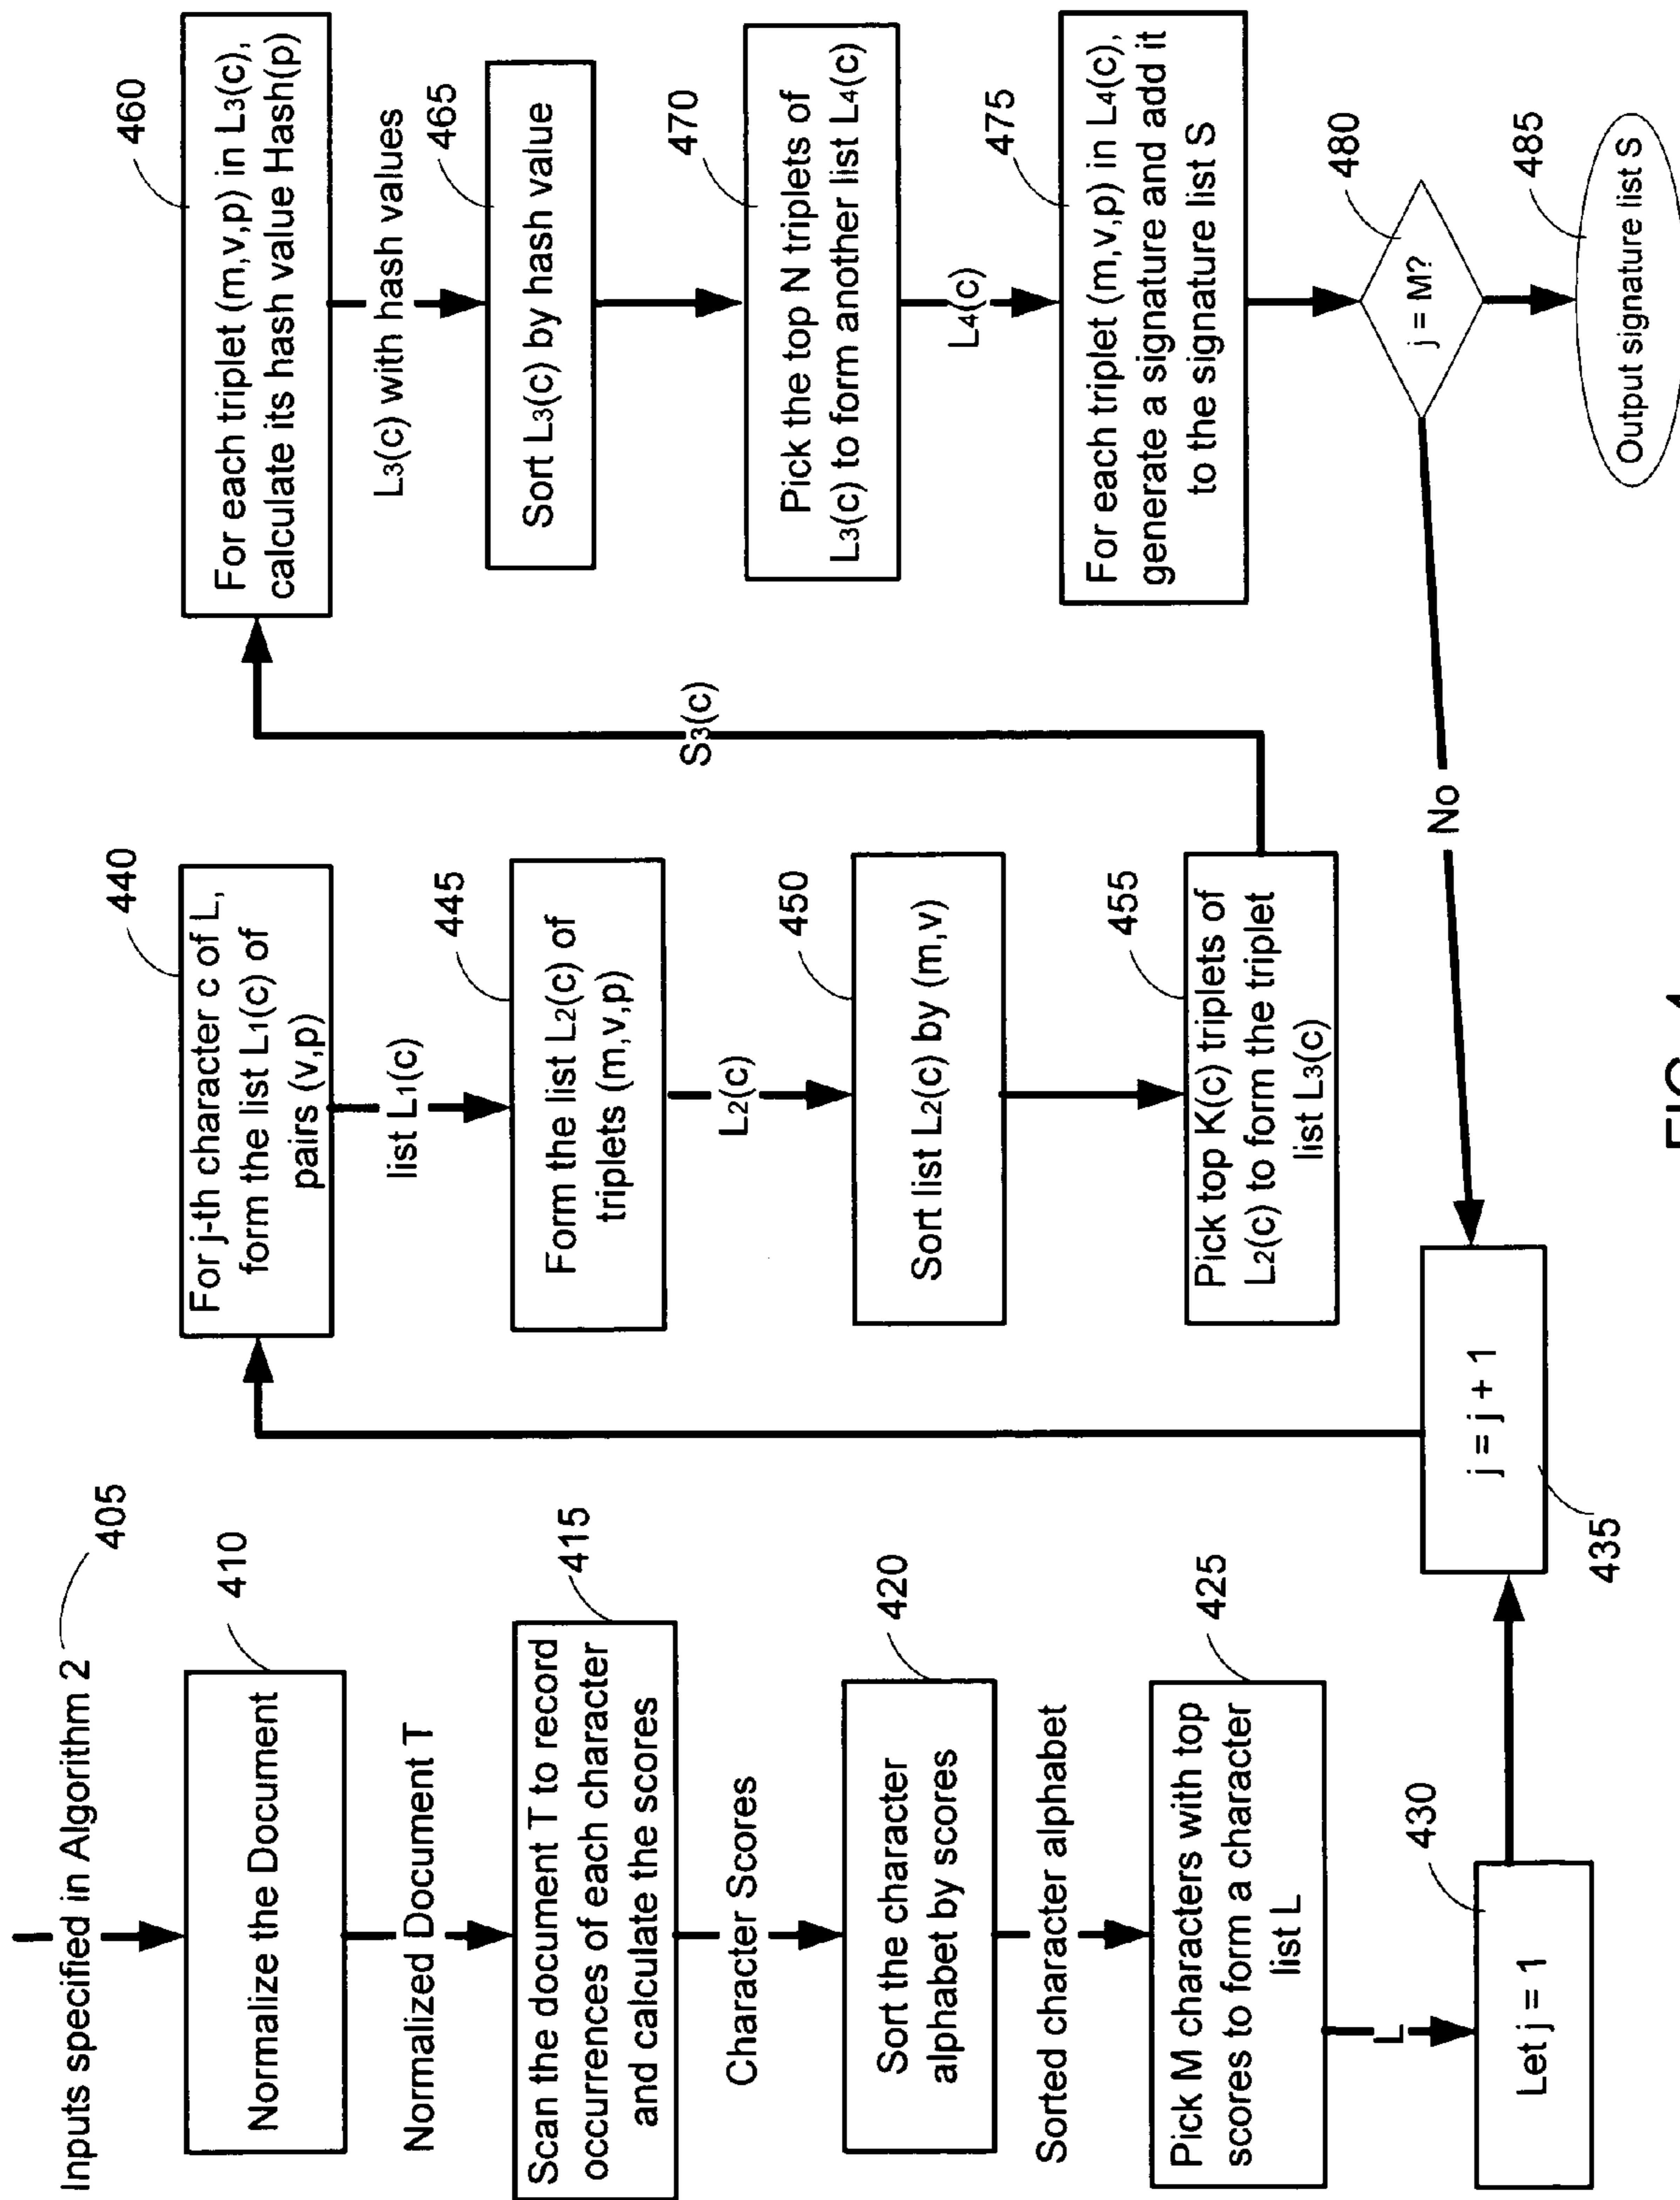 Inputs specified in Algorithm 2
405
410
Normalize the Document
Normalized Document T
415
Scan the document T to record
occurrences of each character
and calculate the scores
Character Scores
420
Sort the character
alphabet by scores
Sorted character alphabet
425
Pick M characters with top
scores to form a character
list L
L
430
Let j = 1
j = j + 1
435
440
For j-th character c of L,
form the list L1(c) of
pairs (v,p)
list L1(c)
445
Form the list L2(c) of
triplets (m,v,p)
L2(c)
450
Sort list L2(c) by (m,v)
455
Pick top K(c) triplets of
L2(c) to form the triplet
list L3(c)
S3(c)
460
For each triplet (m,v,p) in L3(c),
calculate its hash value Hash(p)
L3(c) with hash values
465
Sort L3(c) by hash value
470
Pick the top N triplets of
L3(c) to form another list L4(c)
L4(c)
475
For each triplet (m,v,p) in L4(c),
generate a signature and add it
to the signature list S
480
j = M?
No
485
Output signature list S